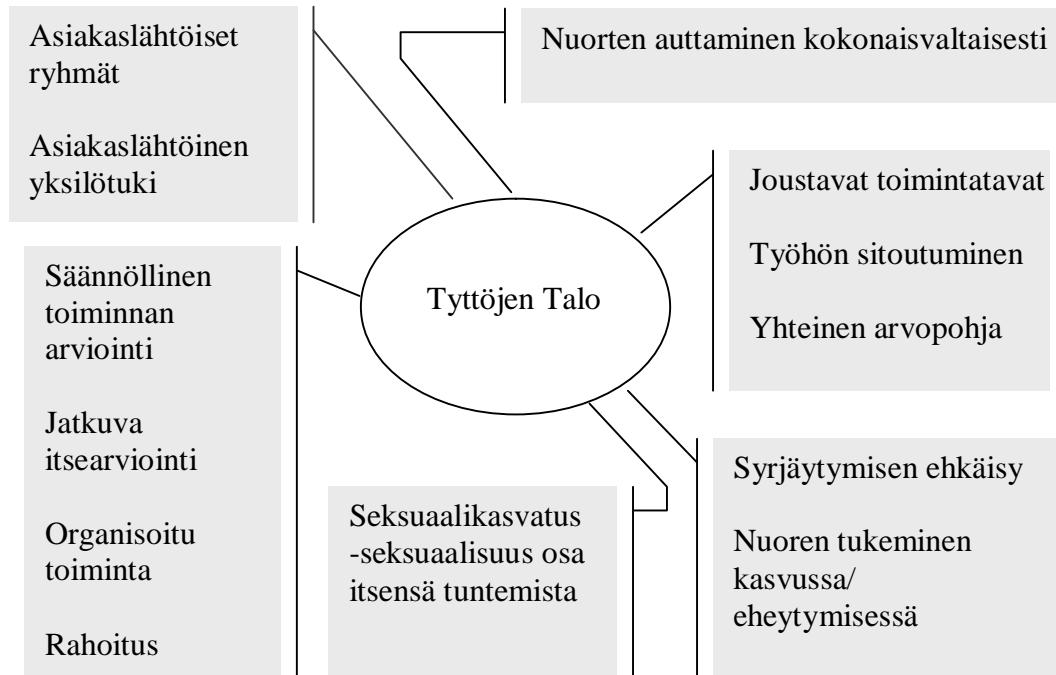 Asiakaslähtöiset
ryhmät
Asiakaslähtöinen
yksilötuki
Nuorten auttaminen kokonaisvaltaisesti
Joustavat toimintatavat
Työhön sitoutuminen
Yhteinen arvopohja
Tyttöjen Talo
Säännöllinen
toiminnan
arviointi
Jatkuva
itsearviointi
Organisoitu
toiminta
Rahoitus
Seksuaalikasvatus
-seksuaalisuus osa
itsensä tuntemista
Syrjäytymisen ehkäisy
Nuoren tukeminen
kasvussa/
eheytymisessä